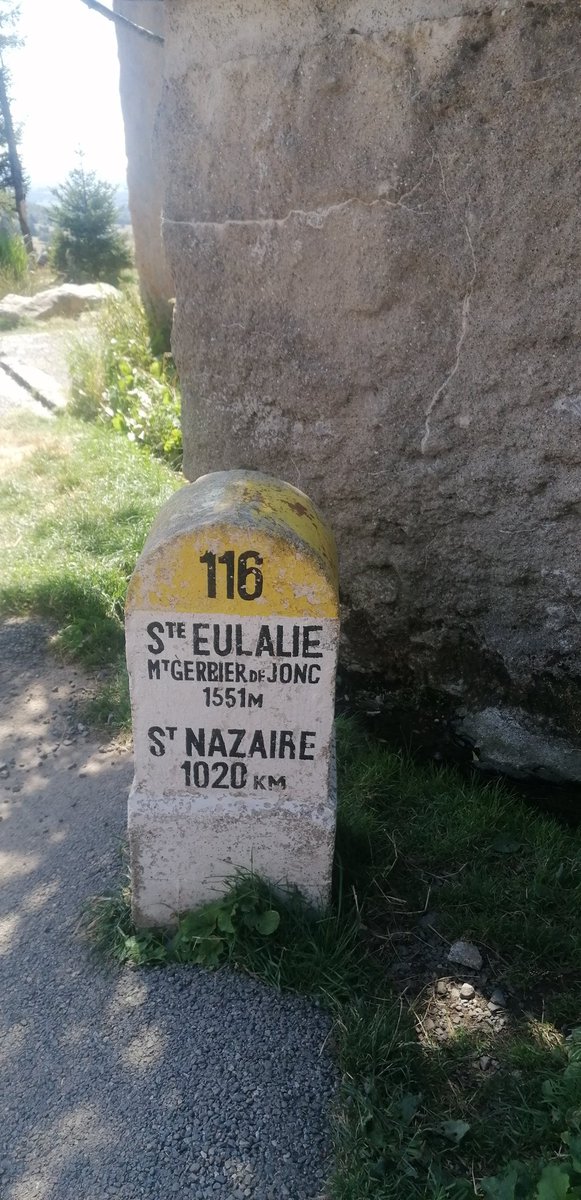 116
STE EULALIE
MT GERBIER DE JONC
1551M
ST NAZAIRE
1020 KM